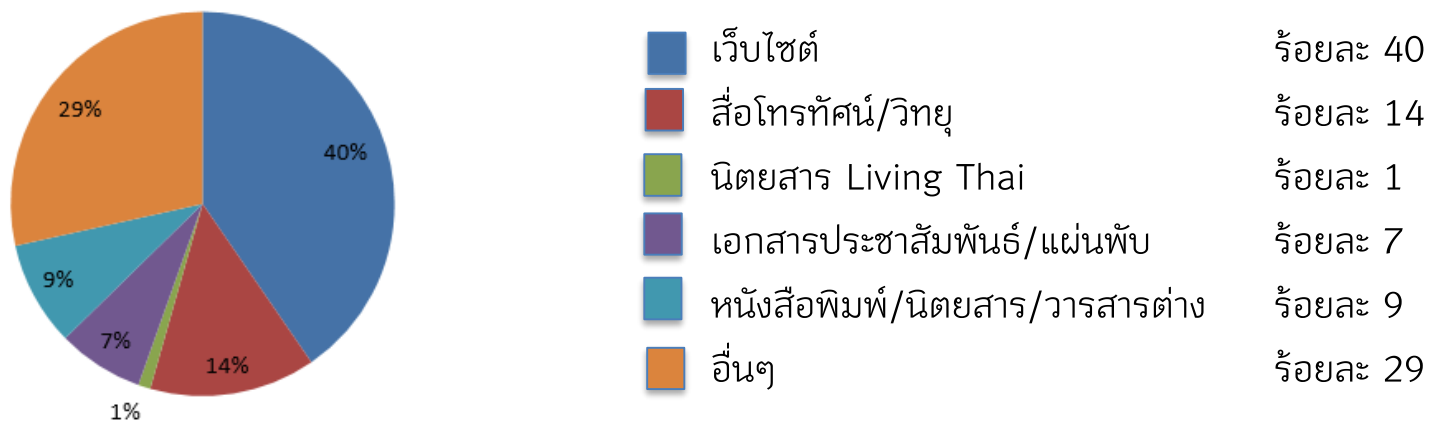 29%
40%
9%
7%
14%
1%
เว็บไซต์ ร้อยละ 40
สื่อโทรทัศน์/วิทยุ ร้อยละ 14
นิตยสาร Living Thai ร้อยละ 1
เอกสารประชาสัมพันธ์/แผ่นพับ ร้อยละ 7
หนังสือพิมพ์/นิตยสาร/วารสารต่าง ร้อยละ 9
อื่นๆ ร้อยละ 29